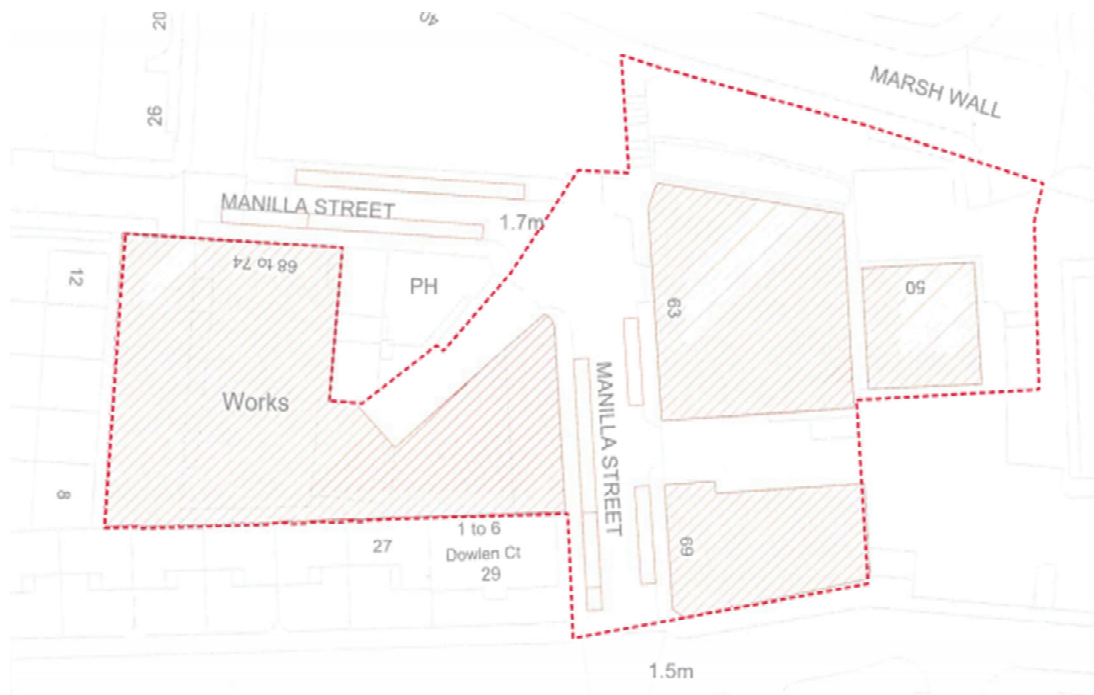 20
40
MARSH WALL
26
MANILLA STREET
1.7m
68 to 74
12
PH
50
63
Works
MANILLA STREET
8
1 to 6
27
Dowlen Ct
69
29
1.5m